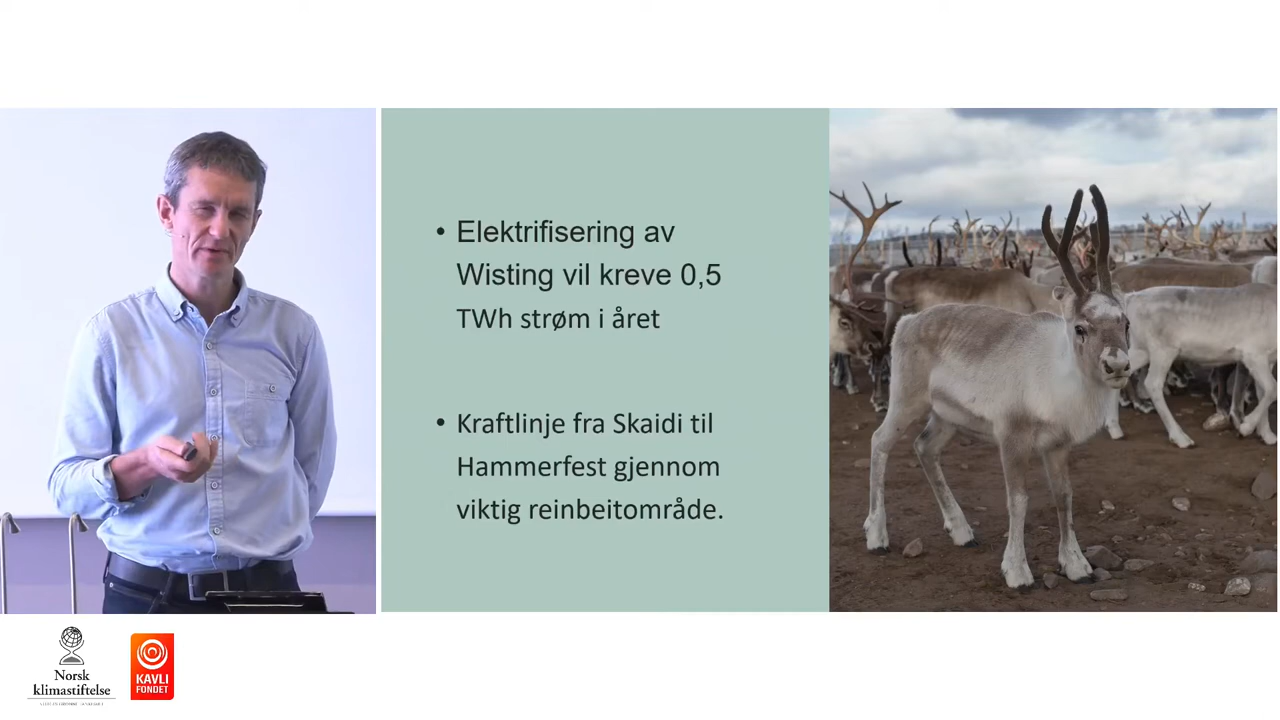 • Elektrifisering av
Wisting vil kreve 0,5
TWh strøm i året
• Kraftlinje fra Skaidi til
Hammerfest gjennom
viktig reinbeitområde.
Norsk
klimastiftelse
KAVLI
FONDET